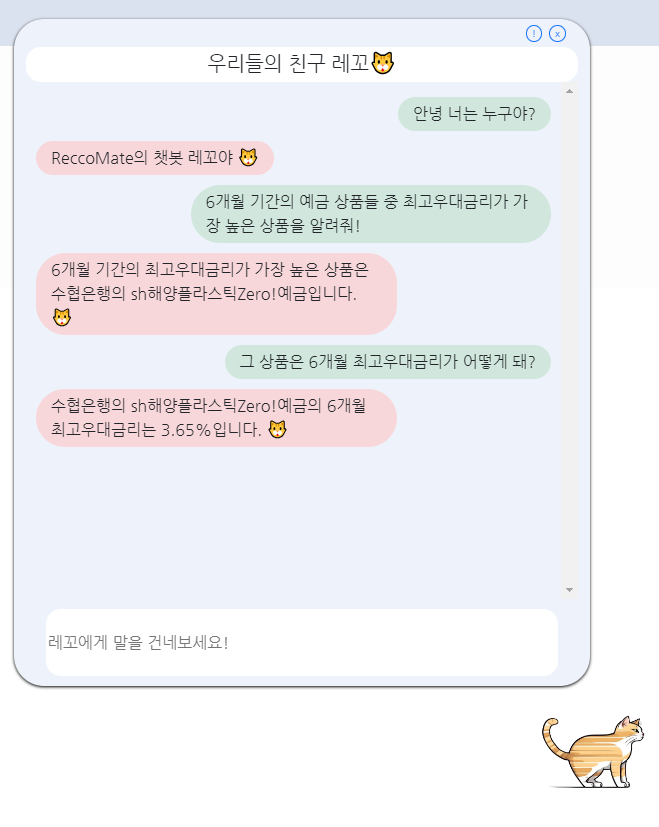 ! x
우리들의 친구 레꼬🐱
안녕 너는 누구야?
ReccoMate의 챗봇 레꼬야 🐱
6개월 기간의 예금 상품들 중 최고우대금리가 가
장 높은 상품을 알려줘!
6개월 기간의 최고우대금리가 가장 높은 상품은
수협은행의 sh해양플라스틱Zero!예금입니다.
🐱
그 상품은 6개월 최고우대금리가 어떻게 돼?
수협은행의 sh해양플라스틱Zero!예금의 6개월
최고우대금리는 3.65%입니다. 🐱
레꼬에게 말을 건네보세요!